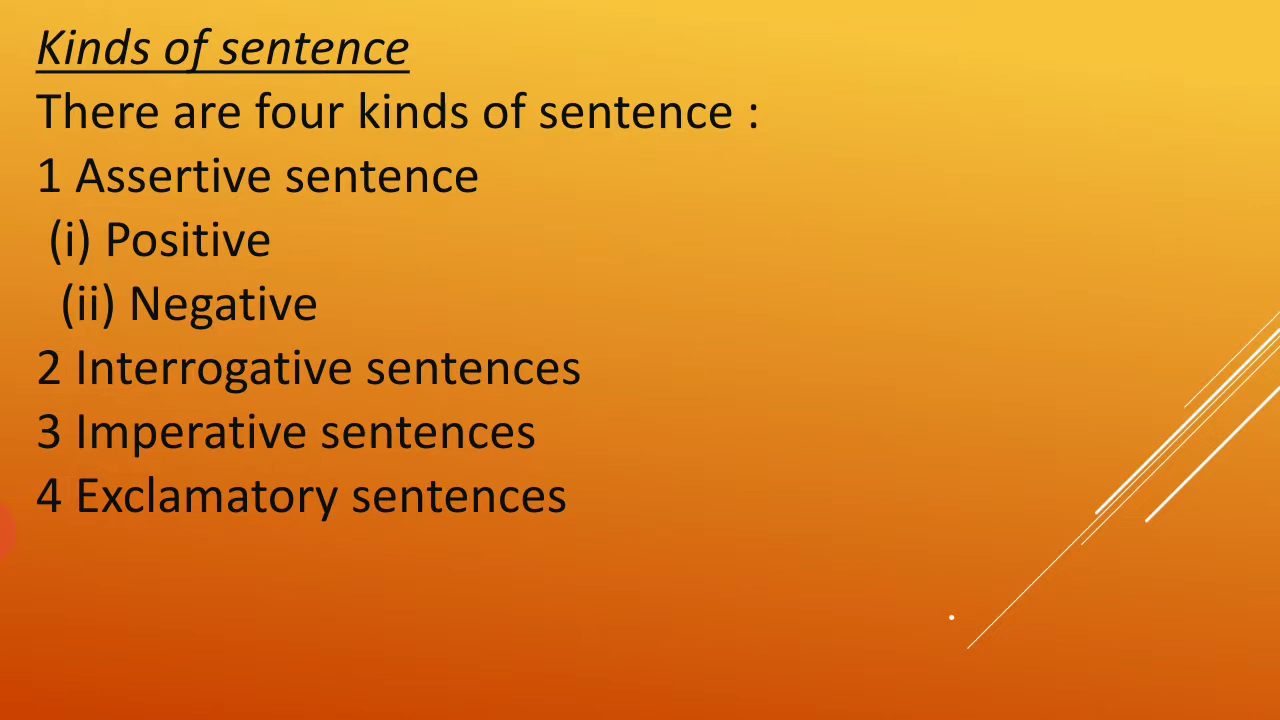 Kinds of sentence
There are four kinds of sentence :
1 Assertive sentence
(i) Positive
(ii) Negative
2 Interrogative sentences
3 Imperative sentences
4 Exclamatory sentences